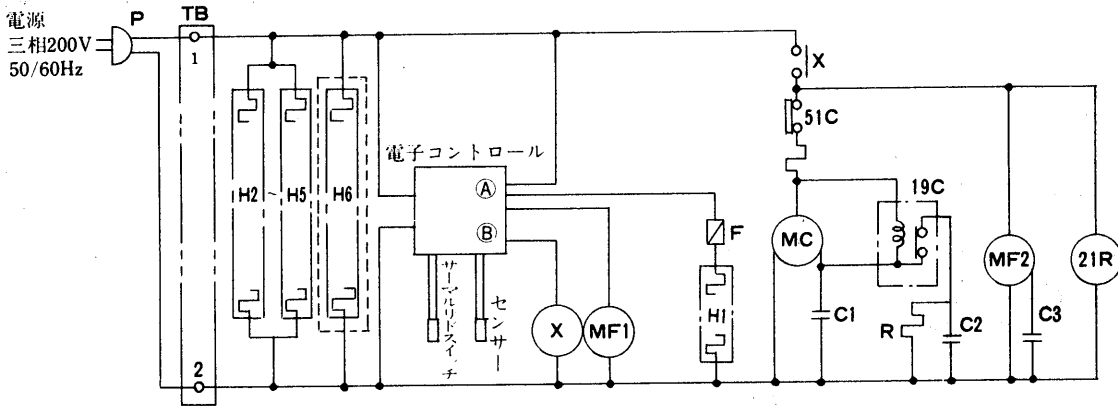 電源
三相200V
50/60Hz
P
TB
1
2
H2
~
H5
H6
電子コントロール
Ⓐ
Ⓑ
サーマルリードスイッチ
センサー
X
MF1
F
H1
X
51C
MC
19C
C1
R
C2
MF2
C3
21R